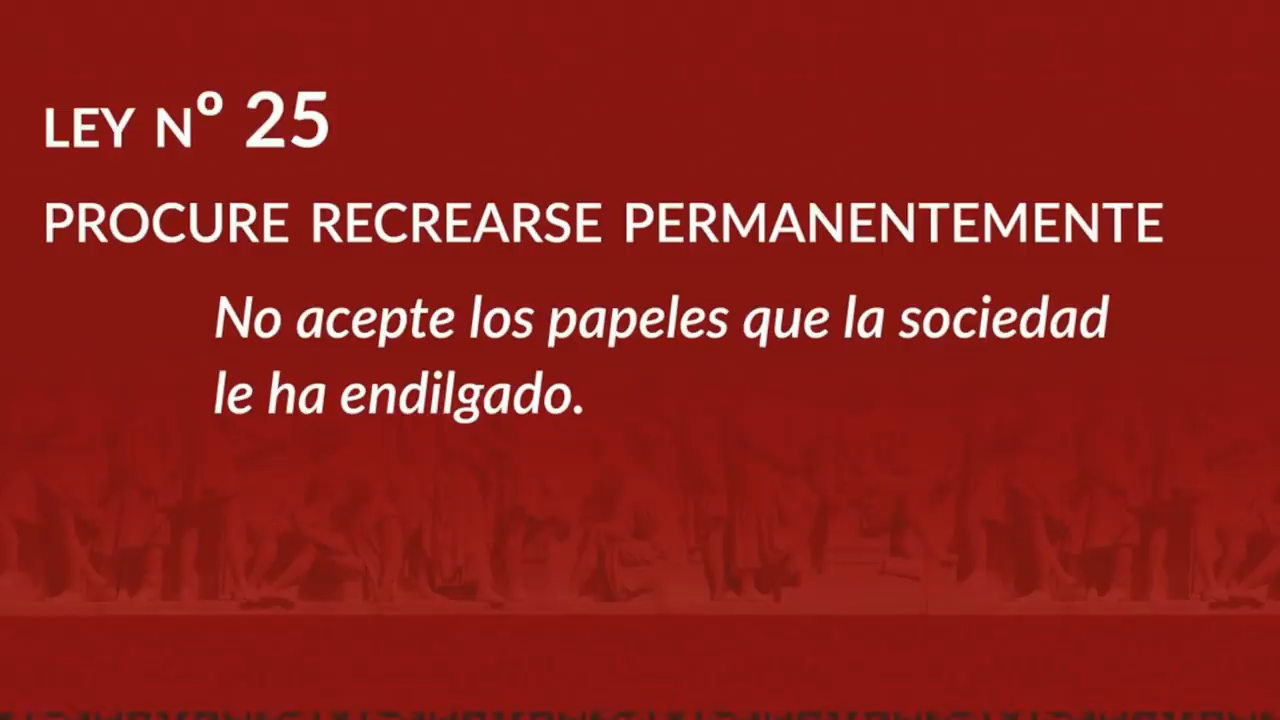 LEY Nº 25
PROCURE RECREARSE PERMANENTEMENTE
No acepte los papeles que la sociedad
le ha endilgado.